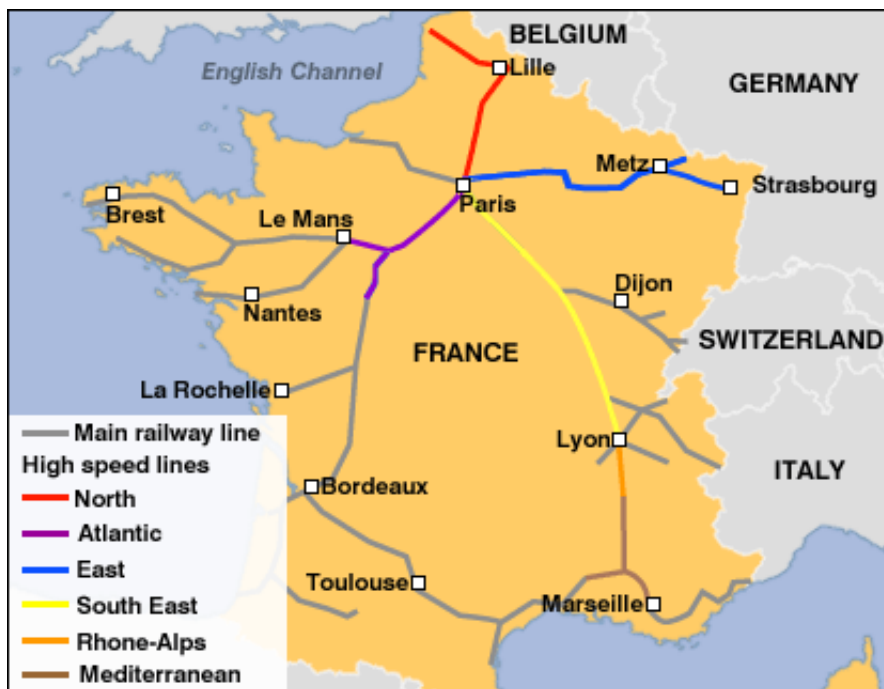 BELGIUM
English Channel
Lille
GERMANY
Metz
Strasbourg
Paris
Brest
Le Mans
Dijon
Nantes
SWITZERLAND
FRANCE
La Rochelle
Main railway line
Lyon
High speed lines
ITALY
North
Bordeaux
Atlantic
East
Toulouse
South East
Marseille
Rhone-Alps
Mediterranean